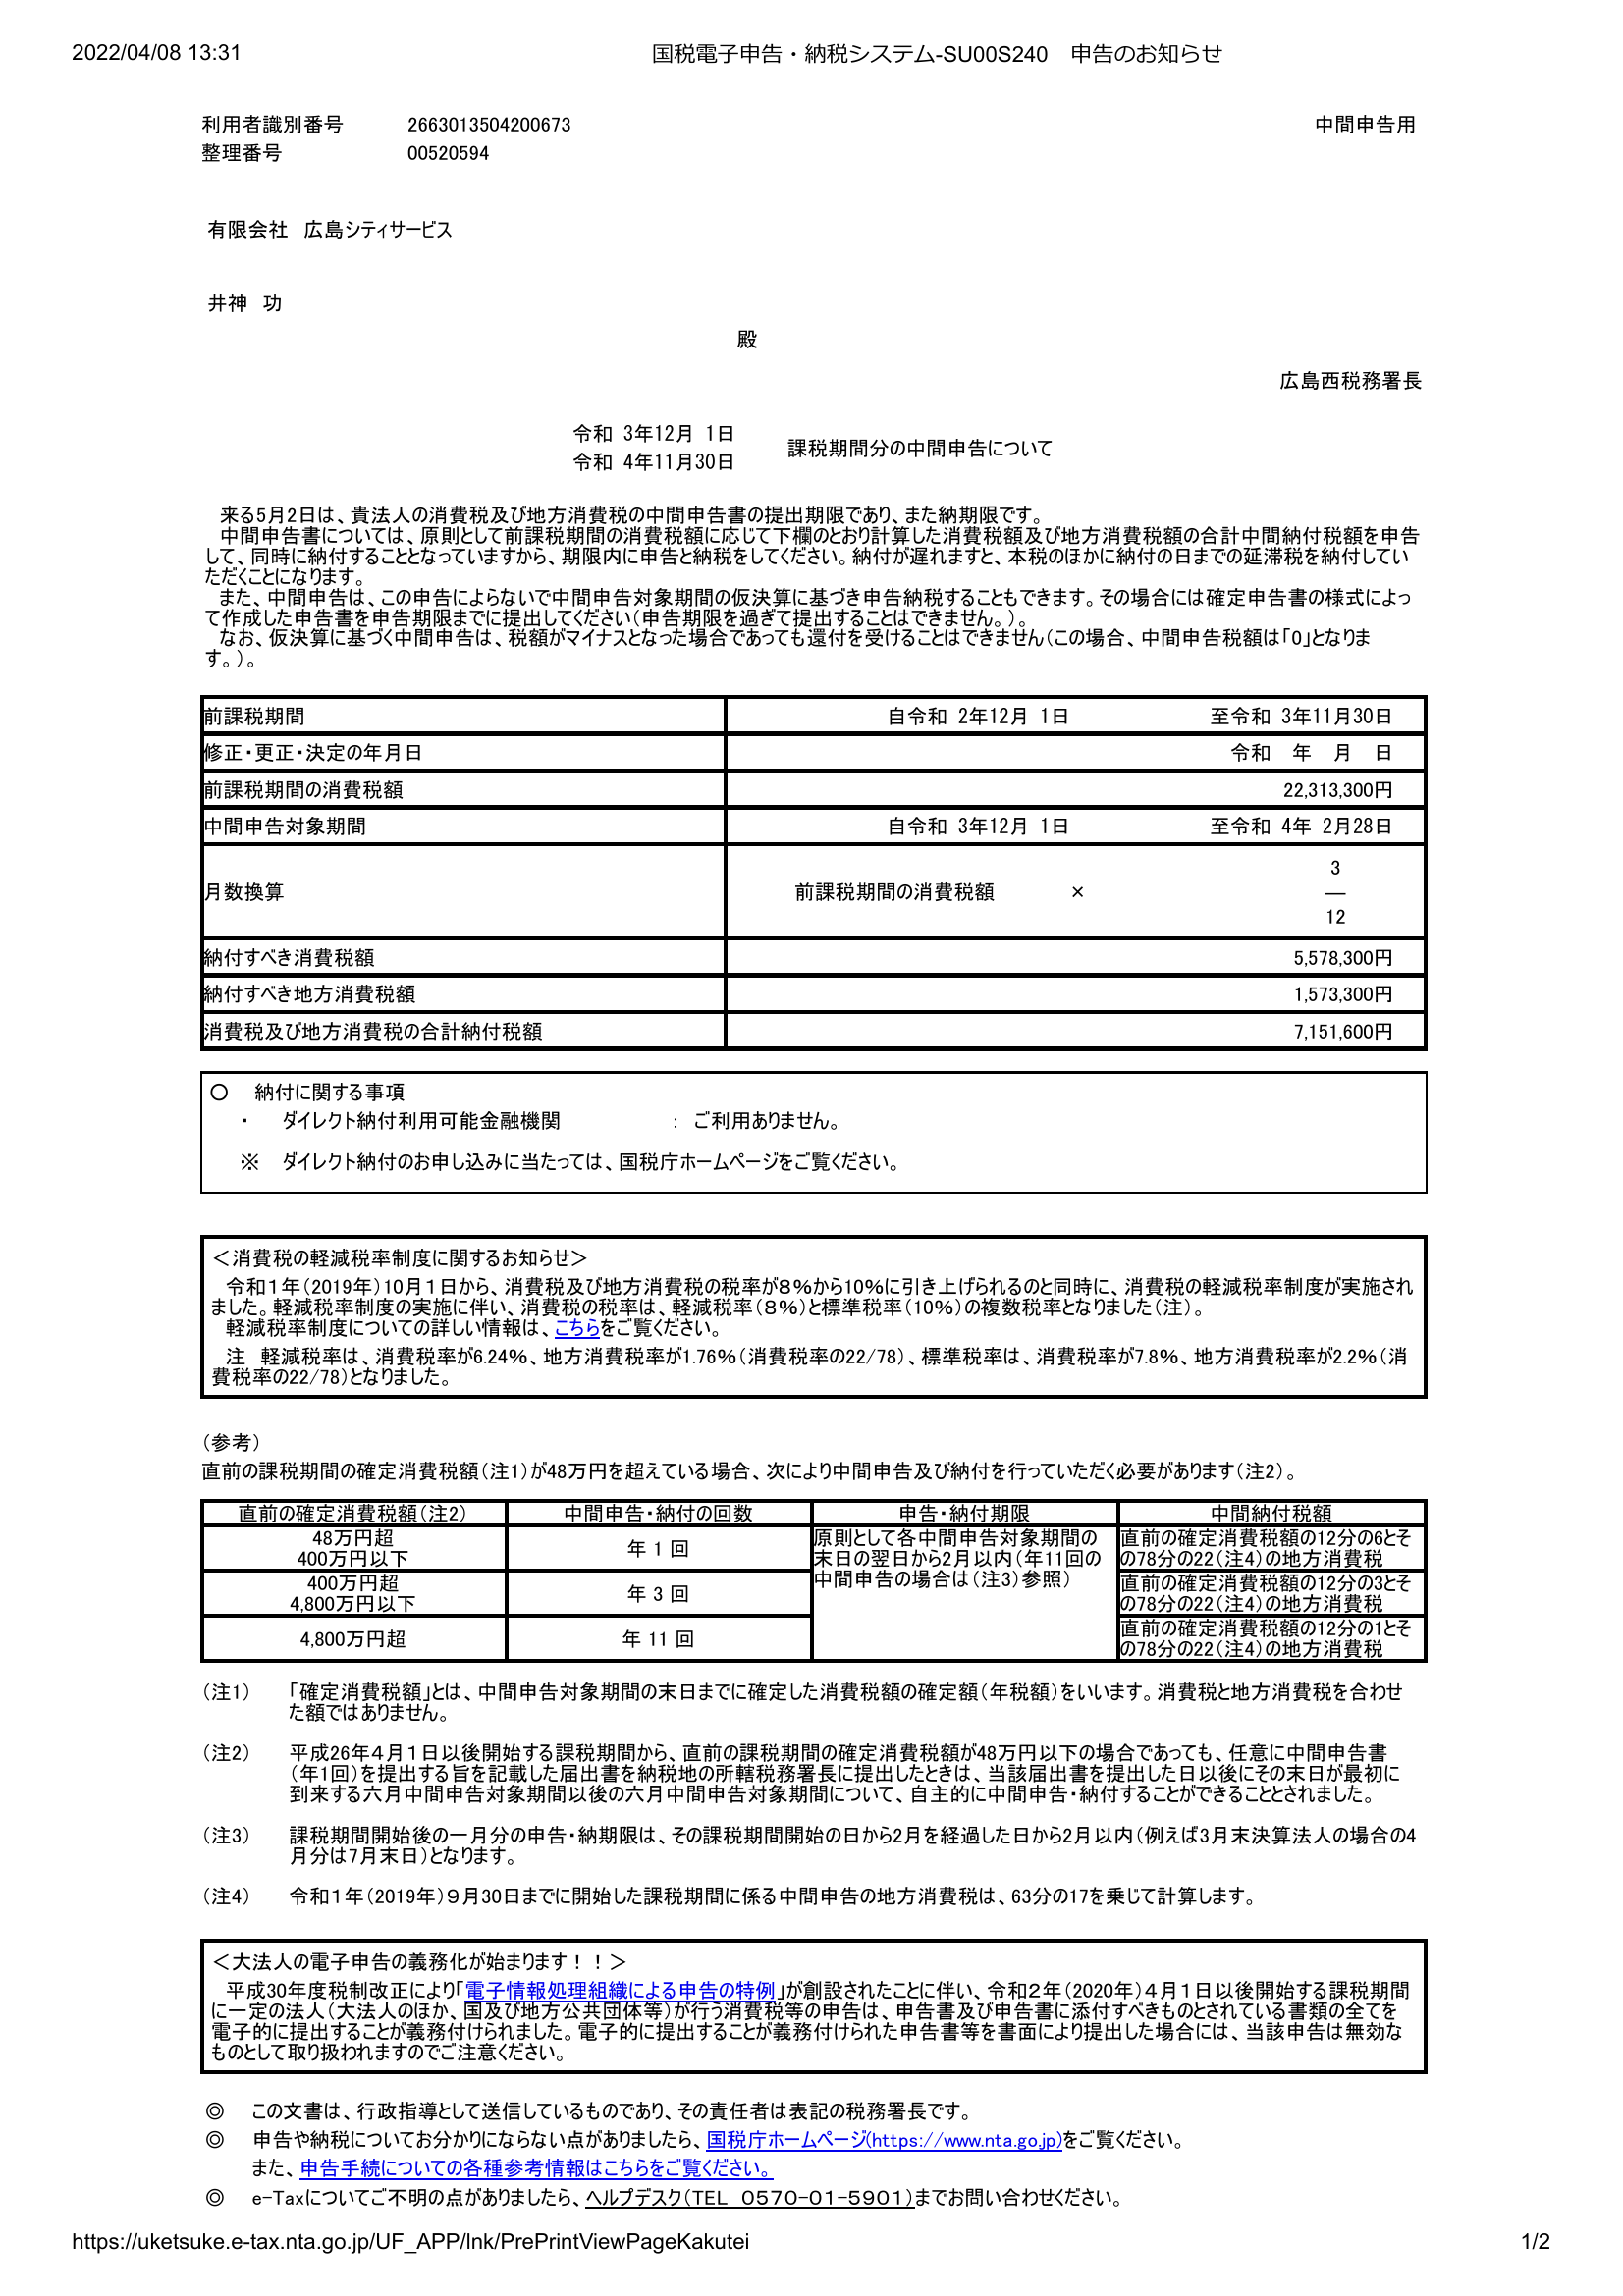 2022/04/08 13:31 国税電子申告・納税システム-SU00S240　申告のお知らせ
利用者識別番号 2663013504200673 中間申告用
整理番号 00520594
有限会社 広島シティサービス
井神 功
殿
広島西税務署長
令和 3年12月 1日
令和 4年11月30日
課税期間分の中間申告について
来る5月2日は、貴法人の消費税及び地方消費税の中間申告書の提出期限であり、また納期限です。
中間申告書については、原則として前課税期間の消費税額に応じて下欄のとおり計算した消費税額及び地方消費税額の合計中間納付税額を申告
して、同時に納付することとなっていますから、期限内に申告と納税をしてください。納付が遅れますと、本税のほかに納付の日までの延滞税を納付してい
ただくことになります。
また、中間申告は、この申告によらないで中間申告対象期間の仮決算に基づき申告納税することもできます。その場合には確定申告書の様式によっ
て作成した申告書を申告期限までに提出してください(申告期限を過ぎて提出することはできません。)。
なお、仮決算に基づく中間申告は、税額がマイナスとなった場合であっても還付を受けることはできません(この場合、中間申告税額は「0」となりま
す。)。
前課税期間 自令和 2年12月 1日 至令和 3年11月30日
修正・更正・決定の年月日 令和 年 月 日
前課税期間の消費税額 22,313,300円
中間申告対象期間 自令和 3年12月 1日 至令和 4年 2月28日
月数換算 前課税期間の消費税額 × 3
―
12
納付すべき消費税額 5,578,300円
納付すべき地方消費税額 1,573,300円
消費税及び地方消費税の合計納付税額 7,151,600円
○ 納付に関する事項
・ ダイレクト納付利用可能金融機関 : ご利用ありません。
※ ダイレクト納付のお申し込みに当たっては、国税庁ホームページをご覧ください。
＜消費税の軽減税率制度に関するお知らせ＞
令和１年(2019年)10月１日から、消費税及び地方消費税の税率が8%から10%に引き上げられるのと同時に、消費税の軽減税率制度が実施され
ました。軽減税率制度の実施に伴い、消費税の税率は、軽減税率(8%)と標準税率(10%)の複数税率となりました(注)。
軽減税率制度についての詳しい情報は、こちらをご覧ください。
注 軽減税率は、消費税率が6.24%、地方消費税率が1.76%(消費税率の22/78)、標準税率は、消費税率が7.8%、地方消費税率が2.2%(消
費税率の22/78)となりました。
(参考)
直前の課税期間の確定消費税額(注1)が48万円を超えている場合、次により中間申告及び納付を行っていただく必要があります(注2)。
直前の確定消費税額(注2) 中間申告・納付の回数 申告・納付期限 中間納付税額
48万円超
400万円以下
年 1 回
原則として各中間申告対象期間の
末日の翌日から2月以内(年11回の
中間申告の場合は(注3)参照)
直前の確定消費税額の12分の6とそ
の78分の22(注4)の地方消費税
400万円超
4,800万円以下
年 3 回
直前の確定消費税額の12分の3とそ
の78分の22(注4)の地方消費税
4,800万円超
年 11 回
直前の確定消費税額の12分の1とそ
の78分の22(注4)の地方消費税
(注1) 「確定消費税額」とは、中間申告対象期間の末日までに確定した消費税額の確定額(年税額)をいいます。消費税と地方消費税を合わせ
た額ではありません。
(注2) 平成26年４月１日以後開始する課税期間から、直前の課税期間の確定消費税額が48万円以下の場合であっても、任意に中間申告書
(年1回)を提出する旨を記載した届出書を納税地の所轄税務署長に提出したときは、当該届出書を提出した日以後にその末日が最初に
到来する六月中間申告対象期間以後の六月中間申告対象期間について、自主的に中間申告・納付することができることとされました。
(注3) 課税期間開始後の一月分の申告・納期限は、その課税期間開始の日から2月を経過した日から2月以内(例えば3月末決算法人の場合の4
月分は7月末日)となります。
(注4) 令和１年(2019年)９月30日までに開始した課税期間に係る中間申告の地方消費税は、63分の17を乗じて計算します。
＜大法人の電子申告の義務化が始まります！！＞
平成30年度税制改正により「電子情報処理組織による申告の特例」が創設されたことに伴い、令和２年(2020年)４月１日以後開始する課税期間
に一定の法人(大法人のほか、国及び地方公共団体等)が行う消費税等の申告は、申告書及び申告書に添付すべきものとされている書類の全てを
電子的に提出することが義務付けられました。電子的に提出することが義務付けられた申告書等を書面により提出した場合には、当該申告は無効な
ものとして取り扱われますのでご注意ください。
◎ この文書は、行政指導として送信しているものであり、その責任者は表記の税務署長です。
◎ 申告や納税についてお分かりにならない点がありましたら、国税庁ホームページ(https://www.nta.go.jp)をご覧ください。
また、申告手続についての各種参考情報はこちらをご覧ください。
◎ e-Taxについてご不明の点がありましたら、ヘルプデスク(TEL ０５７０-０１-５９０１)までお問い合わせください。
https://uketsuke.e-tax.nta.go.jp/UF_APP/lnk/PrePrintViewPageKakutei 1/2